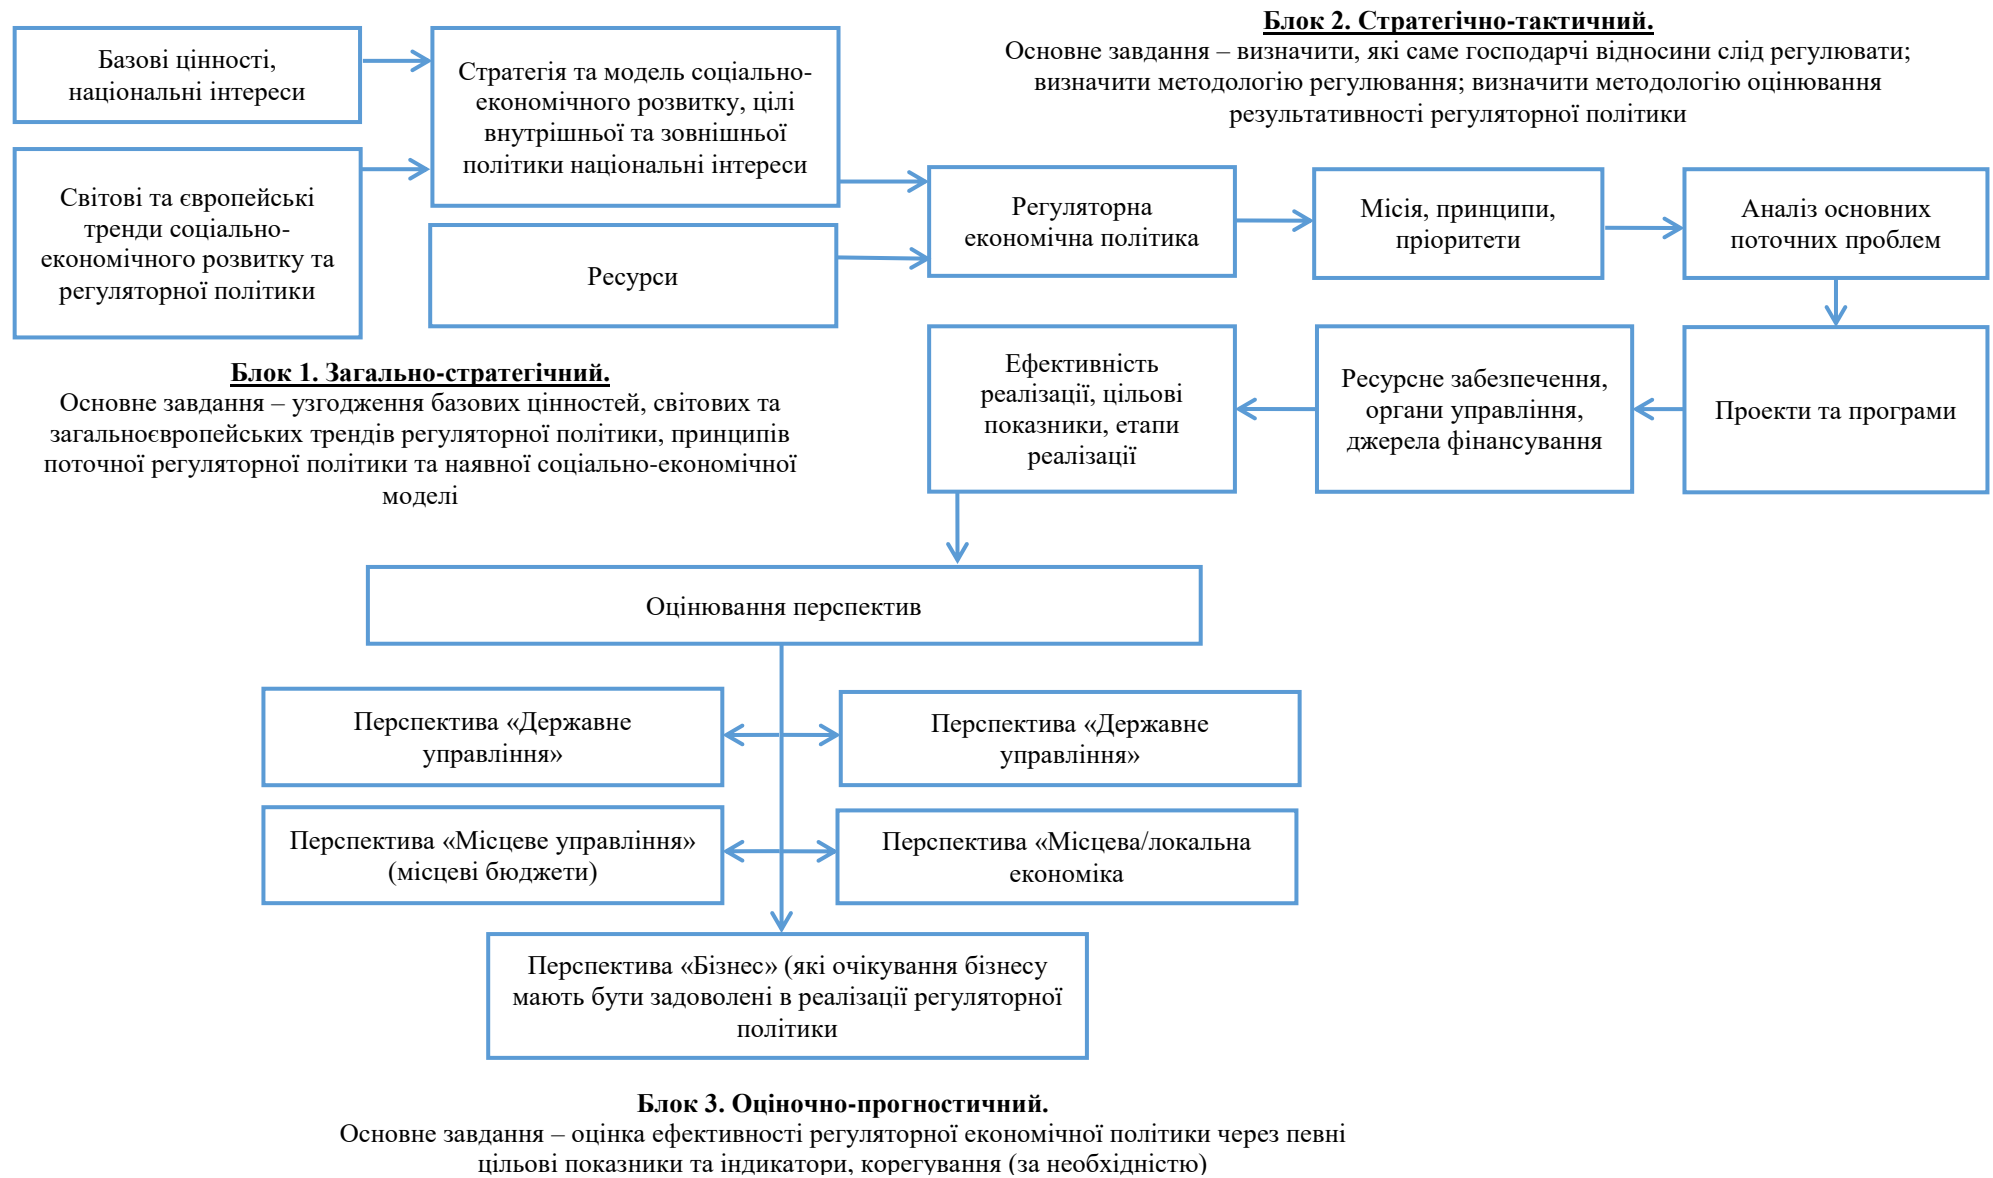 Базові цінності,
національні інтереси
Світові та європейські
тренди соціально-
економічного розвитку та
регуляторної політики
Стратегія та модель соціально-
економічного розвитку, цілі
внутрішньої та зовнішньої
політики національні інтереси
Ресурси
Блок 1. Загально-стратегічний.
Основне завдання – узгодження базових цінностей, світових та
загальноєвропейських трендів регуляторної політики, принципів
поточної регуляторної політики та наявної соціально-економічної
моделі
Блок 2. Стратегічно-тактичний.
Основне завдання – визначити, які саме господарчі відносини слід регулювати;
визначити методологію регулювання; визначити методологію оцінювання
результативності регуляторної політики
Регуляторна
економічна політика
Місія, принципи,
пріоритети
Аналіз основних
поточних проблем
Проекти та програми
Ресурсне забезпечення,
органи управління,
джерела фінансування
Ефективність
реалізації, цільові
показники, етапи
реалізації
Оцінювання перспектив
Перспектива «Державне
управління»
Перспектива «Державне
управління»
Перспектива «Місцеве управління»
(місцеві бюджети)
Перспектива «Місцева/локальна
економіка
Перспектива «Бізнес» (які очікування бізнесу
мають бути задоволені в реалізації регуляторної
політики
Блок 3. Оціночно-прогностичний.
Основне завдання – оцінка ефективності регуляторної економічної політики через певні
цільові показники та індикатори, корегування (за необхідністю)